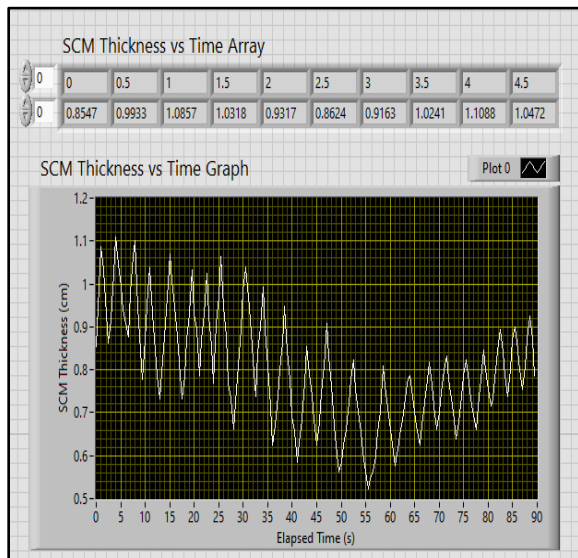 SCM Thickness vs Time Array
0 0 0.5 1 1.5 2 2.5 3 3.5 4 4.5
0 0.8547 0.9933 1.0857 1.0318 0.9317 0.8624 0.9163 1.0241 1.1088 1.0472
SCM Thickness vs Time Graph Plot 0
1.2
1.1
1
0.9
0.8
0.7
0.6
0.5
SCM Thickness (cm)
0 5 10 15 20 25 30 35 40 45 50 55 60 65 70 75 80 85 90
Elapsed Time (s)